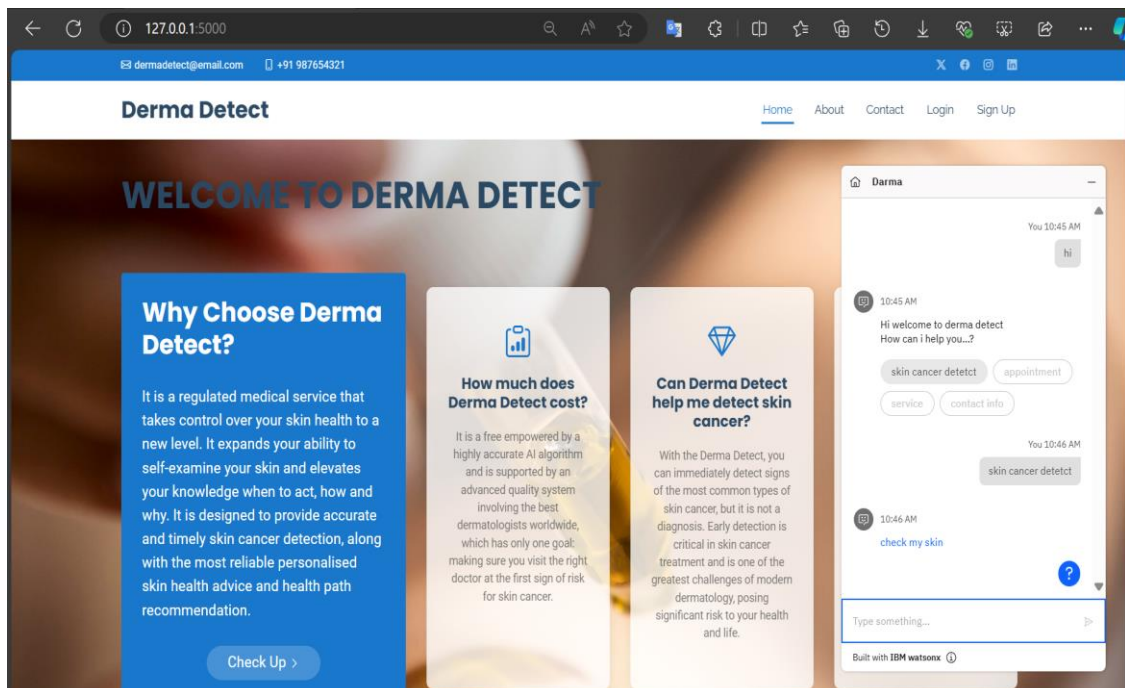 127.0.0.1:5000
dermadetect@email.com +91 987654321
Derma Detect
Home About Contact Login Sign Up
WELCOME TO DERMA DETECT
Why Choose Derma
Detect?
It is a regulated medical service that
takes control over your skin health to a
new level. It expands your ability to
self-examine your skin and elevates
your knowledge when to act, how and
why. It is designed to provide accurate
and timely skin cancer detection, along
with the most reliable personalised
skin health advice and health path
recommendation.
Check Up >
How much does
Derma Detect cost?
It is a free empowered by a
highly accurate AI algorithm
and is supported by an
advanced quality system
involving the best
dermatologists worldwide,
which has only one goal:
making sure you visit the right
doctor at the first sign of risk
for skin cancer.
Can Derma Detect
help me detect skin
cancer?
With the Derma Detect, you
can immediately detect signs
of the most common types of
skin cancer, but it is not a
diagnosis. Early detection is
critical in skin cancer
treatment and is one of the
greatest challenges of modern
dermatology, posing
significant risk to your health
and life.
Darma
You 10:45 AM
hi
10:45 AM
Hi welcome to derma detect
How can i help you...?
skin cancer detetct appointment
service contact info
You 10:46 AM
skin cancer detetct
10:46 AM
check my skin
?
Type something...
Built with IBM watsonx